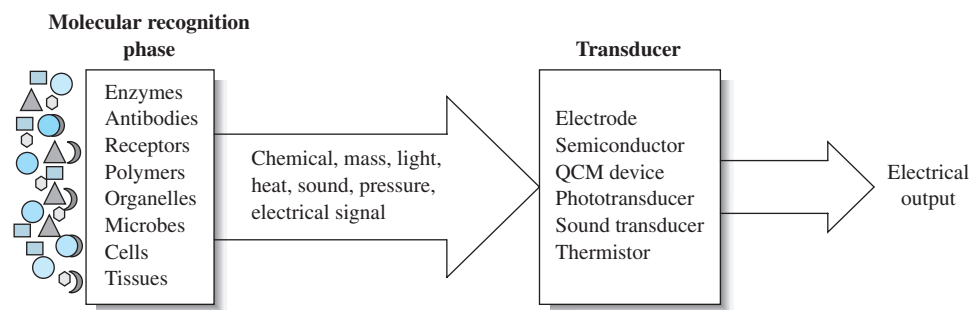 Molecular recognition
phase
Enzymes
Antibodies
Receptors
Polymers
Organelles
Microbes
Cells
Tissues
Chemical, mass, light,
heat, sound, pressure,
electrical signal
Transducer
Electrode
Semiconductor
QCM device
Phototransducer
Sound transducer
Thermistor
Electrical
output